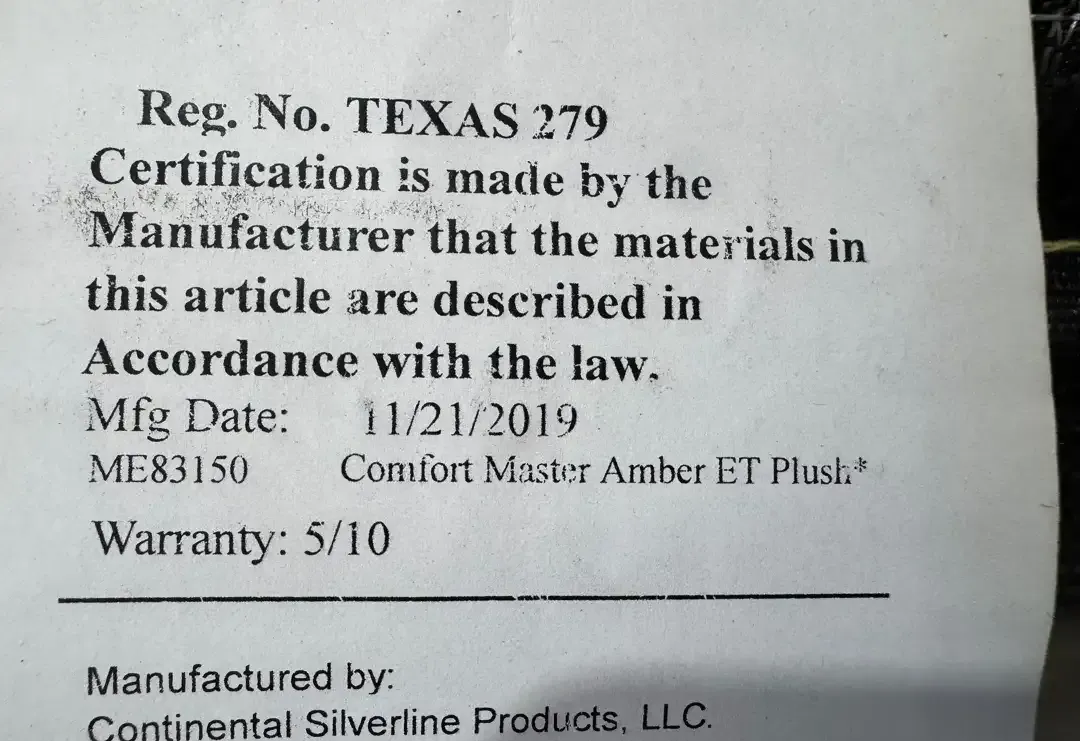 Reg. No. TEXAS 279
Certification is made by the
Manufacturer that the materials in
this article are described in
Accordance with the law.
Mfg Date: 11/21/2019
ME83150 Comfort Master Amber ET Plush*
Warranty: 5/10
Manufactured by:
Continental Silverline Products, LLC.